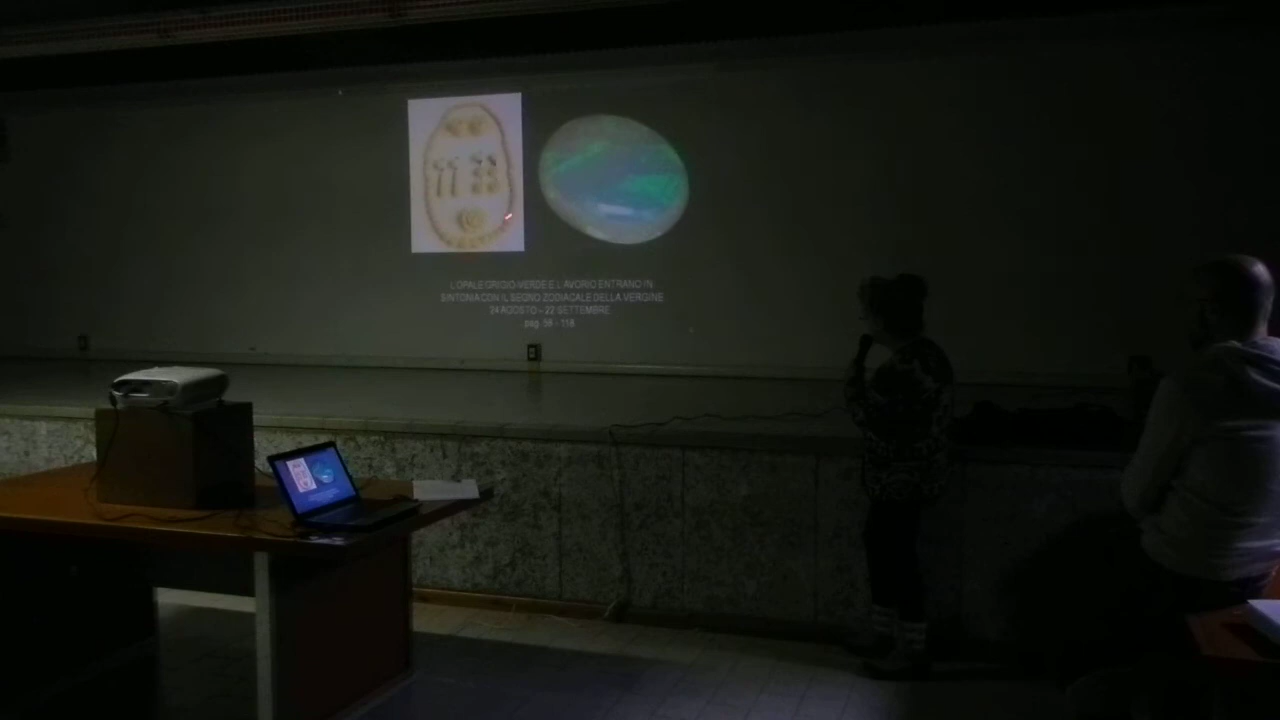 L'OPALE GRIGIO-VERDE E L'AVORIO ENTRANO IN
SINTONIA CON IL SEGNO ZODIACALE DELLA VERGINE
24 AGOSTO – 22 SETTEMBRE
pag. 59 - 118